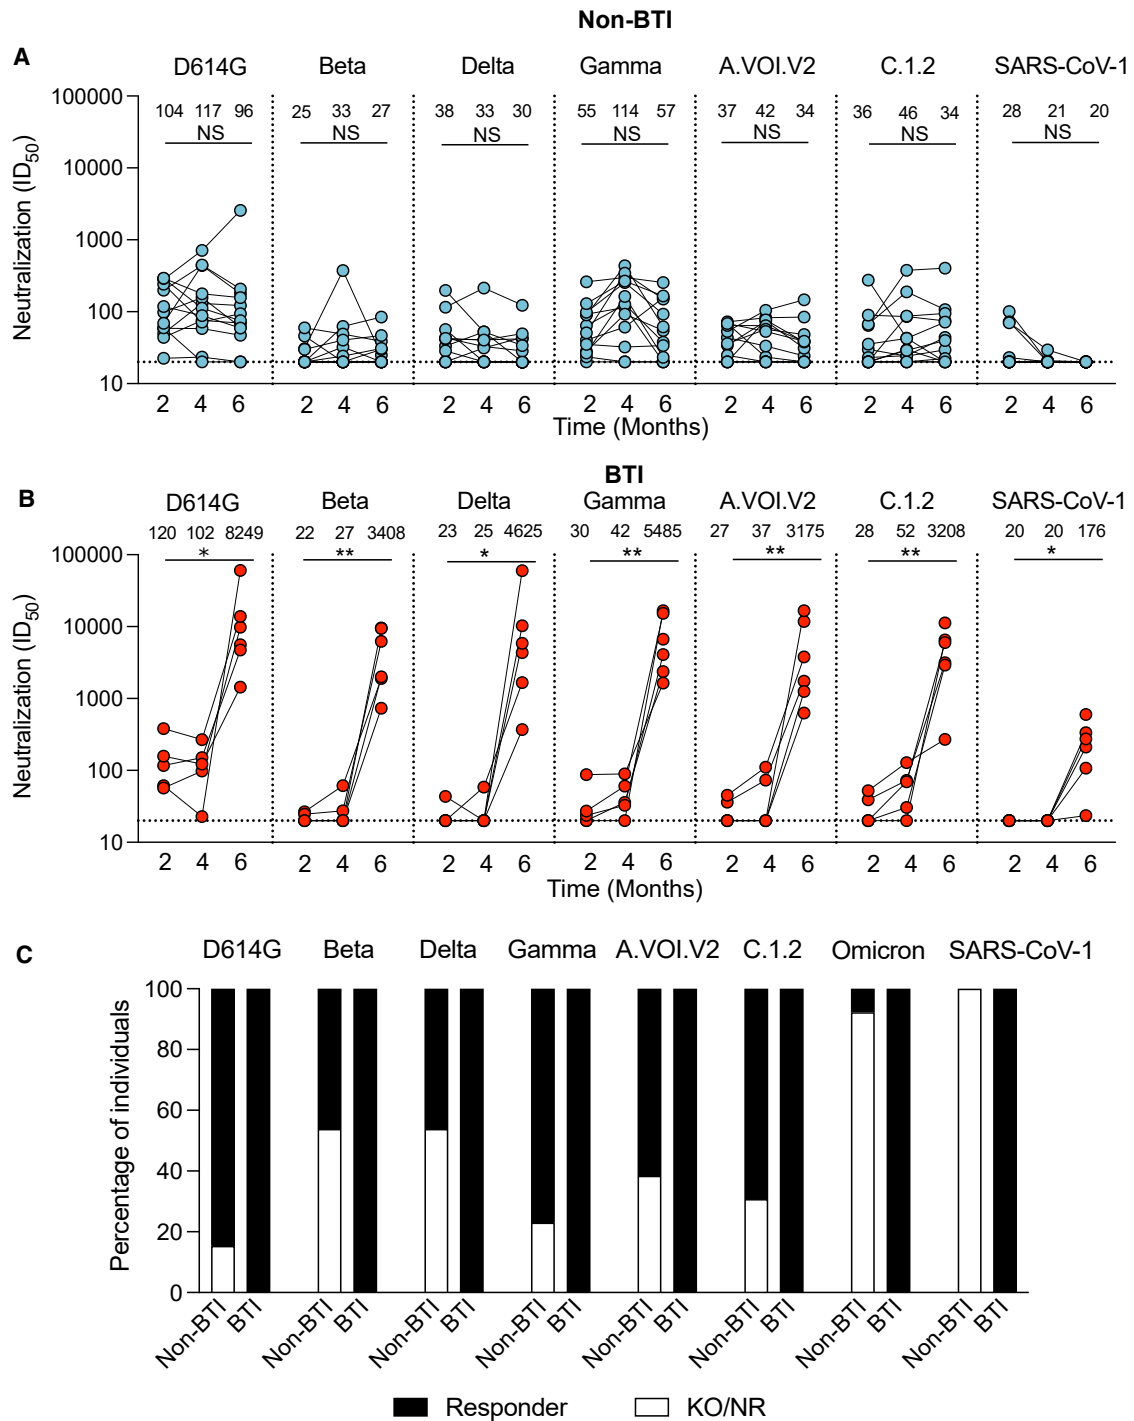 Non-BTI
A
D614G Beta Delta Gamma A.VOI.V2 C.1.2 SARS-CoV-1
104 117 96 25 33 27 38 33 30 55 114 57 37 42 34 36 46 34 28 21 20
NS NS NS NS NS NS NS
Neutralization (ID50)
100000
10000
1000
100
10
2 4 6 2 4 6 2 4 6 2 4 6 2 4 6 2 4 6 2 4 6
Time (Months)
BTI
B
D614G Beta Delta Gamma A.VOI.V2 C.1.2 SARS-CoV-1
120 102 8249 22 27 3408 23 25 4625 30 42 5485 27 37 3175 28 52 3208 20 20 176
* ** * ** ** ** *
Neutralization (ID50)
100000
10000
1000
100
10
2 4 6 2 4 6 2 4 6 2 4 6 2 4 6 2 4 6 2 4 6
Time (Months)
C
D614G Beta Delta Gamma A.VOI.V2 C.1.2 Omicron SARS-CoV-1
Percentage of individuals
100
80
60
40
20
0
Non-BTI BTI Non-BTI BTI Non-BTI BTI Non-BTI BTI Non-BTI BTI Non-BTI BTI Non-BTI BTI Non-BTI BTI
Responder KO/NR